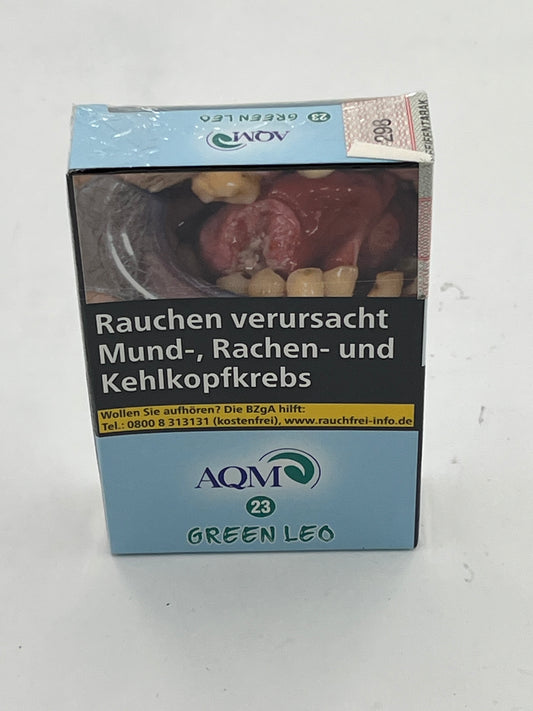 AQM
23 GREEN LEO
298
Rauchen verursacht
Mund-, Rachen- und
Kehlkopfkrebs
Wollen Sie aufhören? Die BZgA hilft:
Tel.: 0800 8 313131 (kostenfrei), www.rauchfrei-info.de
AQM
23
GREEN LEO